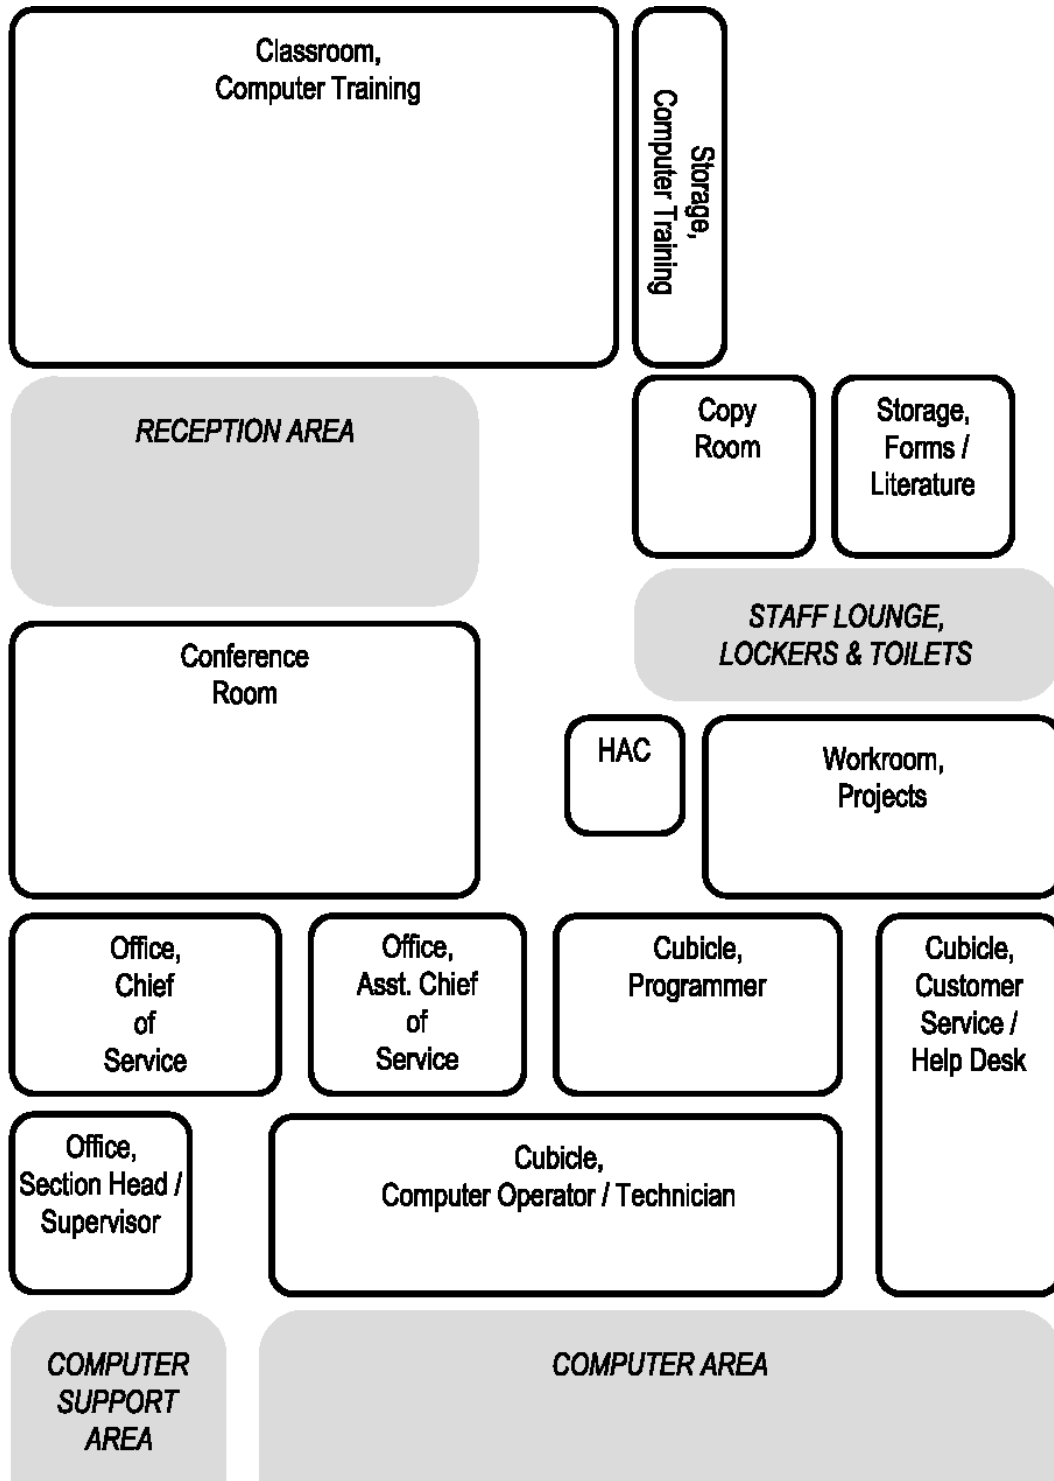 Classroom,
Computer Training
Storage,
Computer Training
RECEPTION AREA
Copy
Room
Storage,
Forms /
Literature
STAFF LOUNGE,
LOCKERS & TOILETS
Conference
Room
HAC
Workroom,
Projects
Office,
Chief
of
Service
Office,
Asst. Chief
of
Service
Cubicle,
Programmer
Cubicle,
Customer
Service /
Help Desk
Office,
Section Head /
Supervisor
Cubicle,
Computer Operator / Technician
COMPUTER
SUPPORT
AREA
COMPUTER AREA